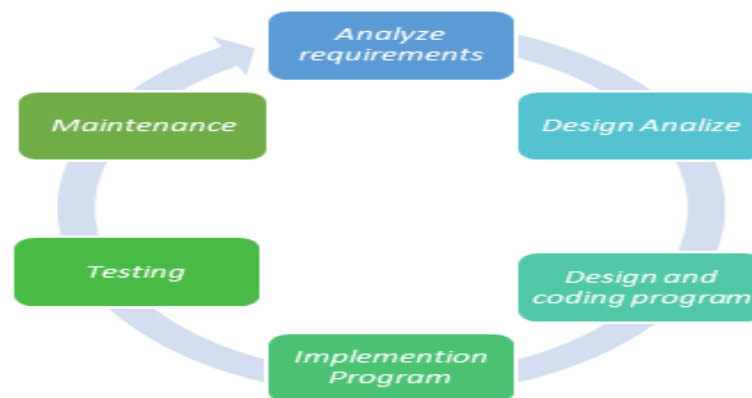 Analyze
requirements
Design Analize
Design and
coding program
Implemention
Program
Testing
Maintenance